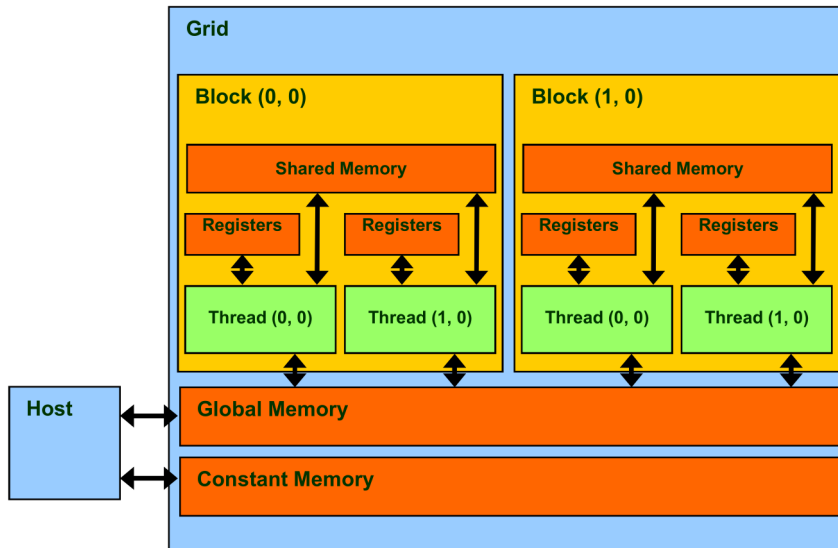 Grid
Block (0, 0)
Block (1, 0)
Shared Memory
Shared Memory
Registers
Registers
Registers
Registers
Thread (0, 0)
Thread (1, 0)
Thread (0, 0)
Thread (1, 0)
Host
Global Memory
Constant Memory